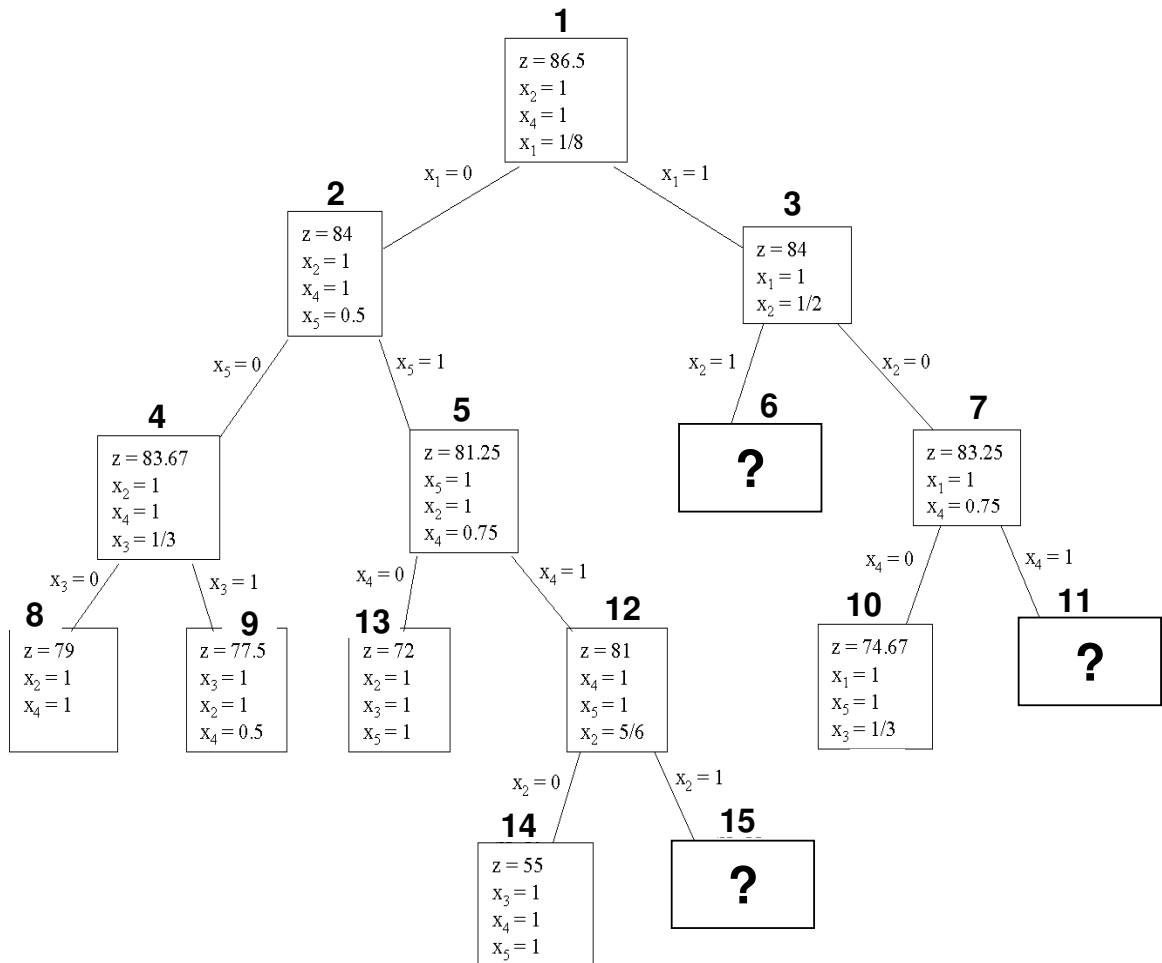 1
z = 86.5
x₂ = 1
x₄ = 1
x₁ = 1/8
x₁ = 0
x₁ = 1
2
z = 84
x₂ = 1
x₄ = 1
x₅ = 0.5
3
z = 84
x₁ = 1
x₂ = 1/2
x₅ = 0
x₅ = 1
x₂ = 1
x₂ = 0
4
z = 83.67
x₂ = 1
x₄ = 1
x₃ = 1/3
5
z = 81.25
x₅ = 1
x₂ = 1
x₄ = 0.75
6
?
7
z = 83.25
x₁ = 1
x₄ = 0.75
x₃ = 0
x₃ = 1
x₄ = 0
x₄ = 1
x₄ = 0
x₄ = 1
8
z = 79
x₂ = 1
x₄ = 1
9
z = 77.5
x₃ = 1
x₂ = 1
x₄ = 0.5
13
z = 72
x₂ = 1
x₃ = 1
x₅ = 1
12
z = 81
x₄ = 1
x₅ = 1
x₂ = 5/6
10
z = 74.67
x₁ = 1
x₅ = 1
x₃ = 1/3
11
?
x₂ = 0
x₂ = 1
14
z = 55
x₃ = 1
x₄ = 1
x₅ = 1
15
?